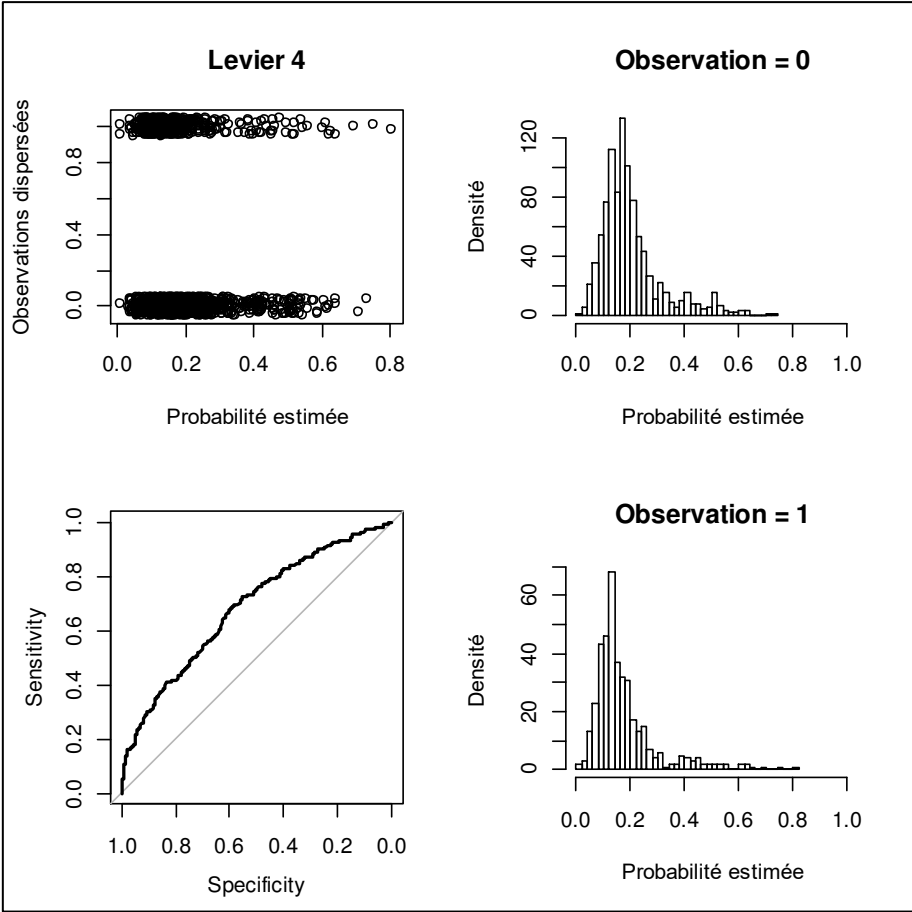 Levier 4
Observations dispersées
0.0 0.4 0.8
0.0 0.2 0.4 0.6 0.8
Probabilité estimée
Observation = 0
Densité
0 40 80 120
0.0 0.2 0.4 0.6 0.8 1.0
Probabilité estimée
Sensitivity
0.0 0.2 0.4 0.6 0.8 1.0
1.0 0.8 0.6 0.4 0.2 0.0
Specificity
Observation = 1
Densité
0 20 40 60
0.0 0.2 0.4 0.6 0.8 1.0
Probabilité estimée